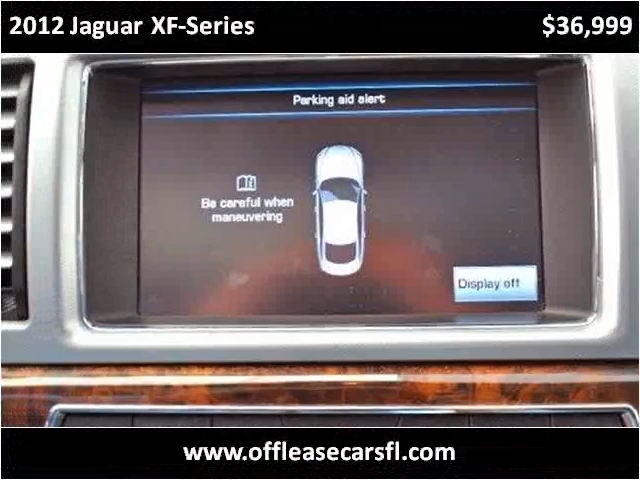 2012 Jaguar XF-Series
$36,999
Parking aid alert
Be careful when
maneuvering
Display off
www.offleasecarsfl.com